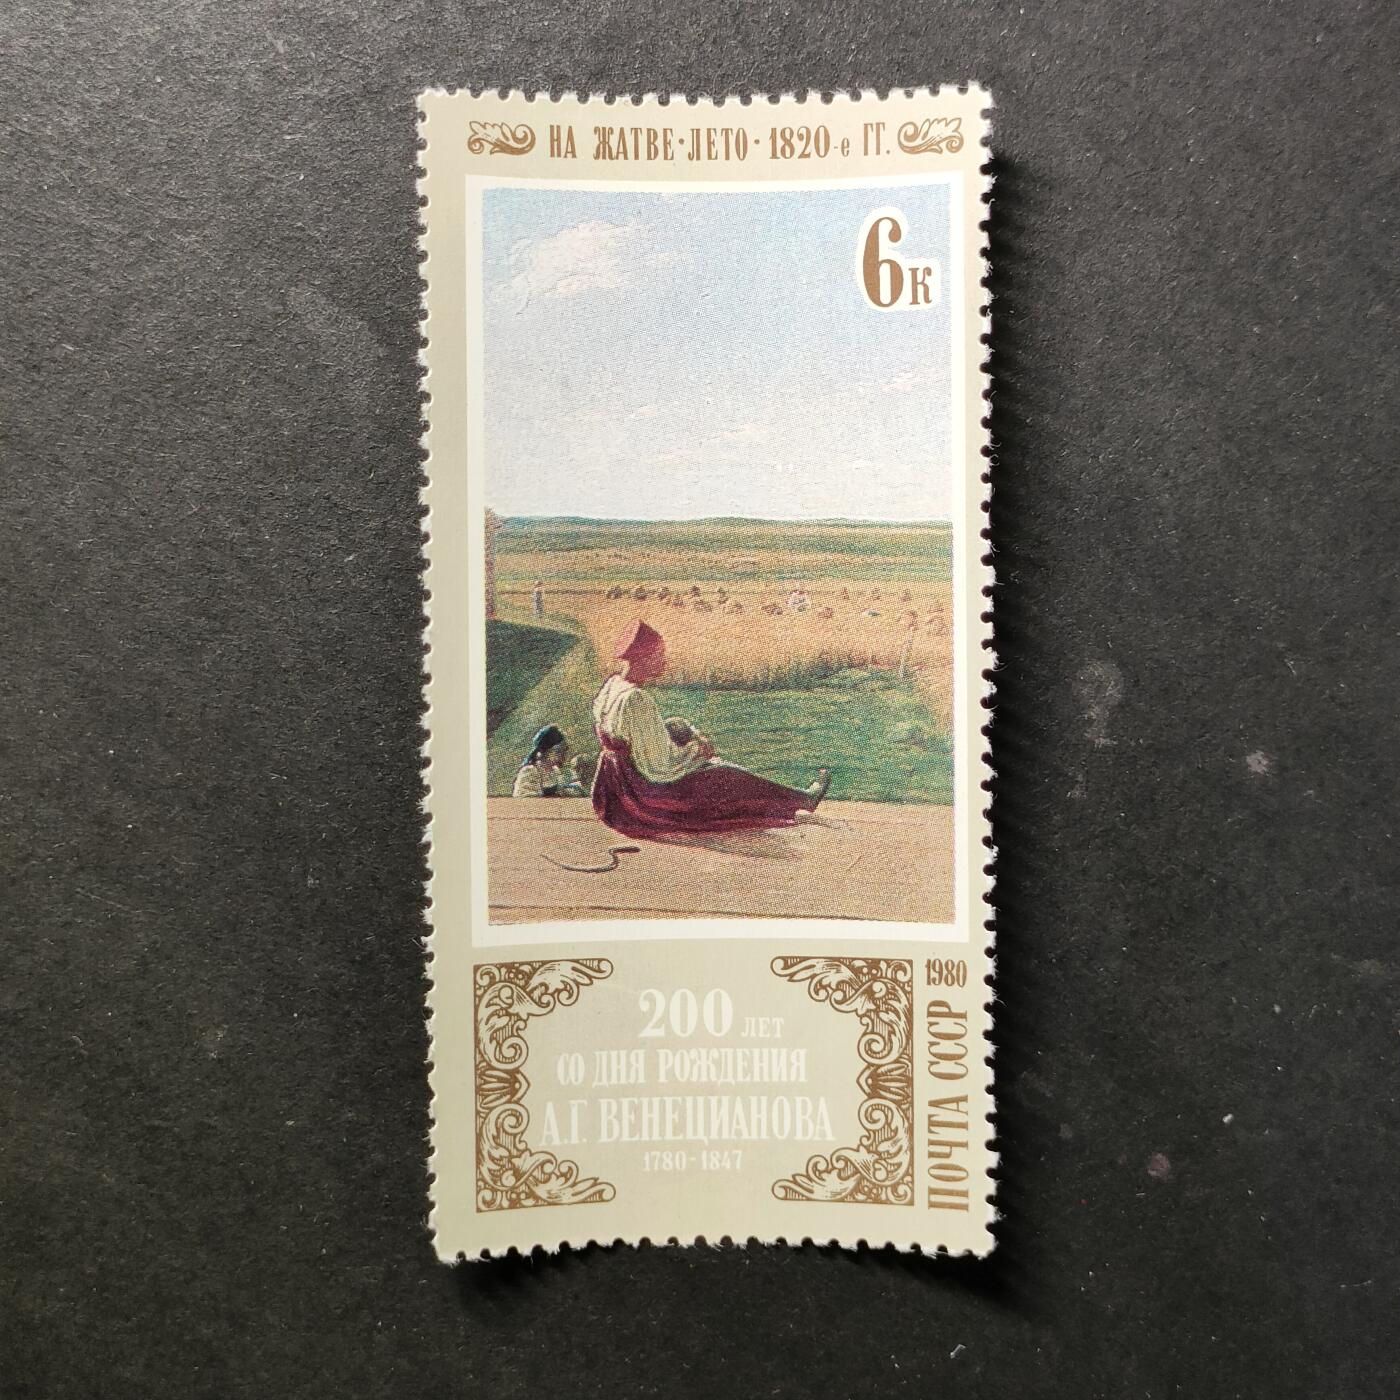 НА ЖАТВЕ·ЛЕТО·1820-е ГГ.
6к
200 ЛЕТ
СО ДНЯ РОЖДЕНИЯ
А.Г. ВЕНЕЦИАНОВА
1780-1847
1980
ПОЧТА СССР